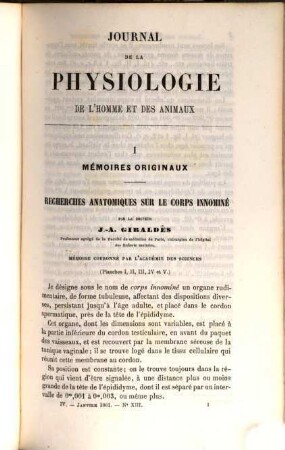 JOURNAL
DE LA
PHYSIOLOGIE
DE L'HOMME ET DES ANIMAUX
I
MÉMOIRES ORIGINAUX
RECHERCHES ANATOMIQUES SUR LE CORPS INNOMINÉ
PAR LE DOCTEUR
J.-A. GIRALDÈS
Professeur agrégé de la Faculté de médecine de Paris, chirurgien de l'hôpital
des Enfants malades.
MÉMOIRE COURONNÉ PAR L'ACADÉMIE DES SCIENCES
(Planches I, II, III, IV et V.)
Je désigne sous le nom de corps innominé un organe rudi-
mentaire, de forme tubuleuse, affectant des dispositions diver-
ses, persistant jusqu'à l'âge adulte, et placé dans le cordon
spermatique, près de la tête de l'épididyme.
Cet organe, dont les dimensions sont variables, est placé à
la partie inférieure du cordon testiculaire, en avant du paquet
des vaisseaux, et est recouvert par la membrane séreuse de la
tunique vaginale; il se trouve logé dans le tissu cellulaire qui
réunit cette membrane au cordon.
Sa position est constante; on le trouve toujours dans la ré-
gion qui vient d'être signalée, à une distance plus ou moins
grande de la tête de l'épididyme, dont il est séparé par un inter-
valle de 0m,001 à 0m,003, ou même plus.
IV. — JANVIER 1861. — N° XIII. 1